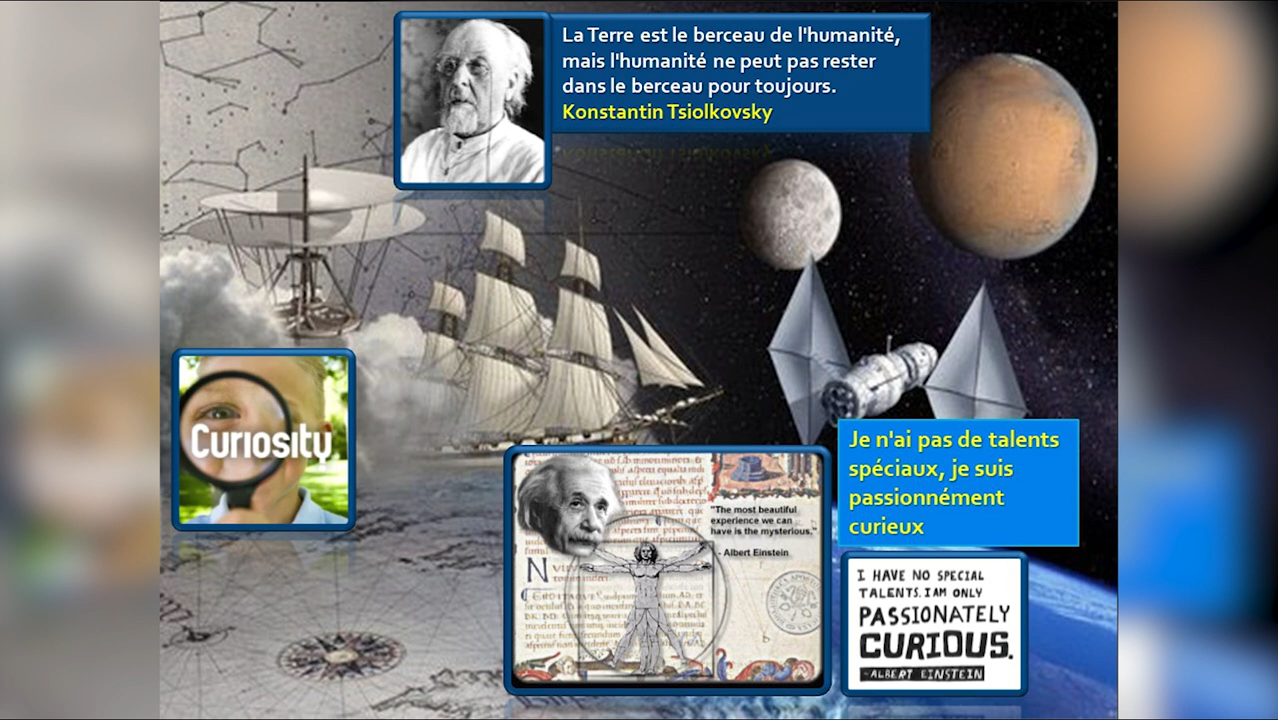 La Terre est le berceau de l'humanité,
mais l'humanité ne peut pas rester
dans le berceau pour toujours.
Konstantin Tsiolkovsky
Curiosity
"The most beautiful
experience we can
have is the mysterious."
- Albert Einstein
Je n'ai pas de talents
spéciaux, je suis
passionnément
curieux
I HAVE NO SPECIAL
TALENTS. I AM ONLY
PASSIONATELY
CURIOUS.
-ALBERT EINSTEIN